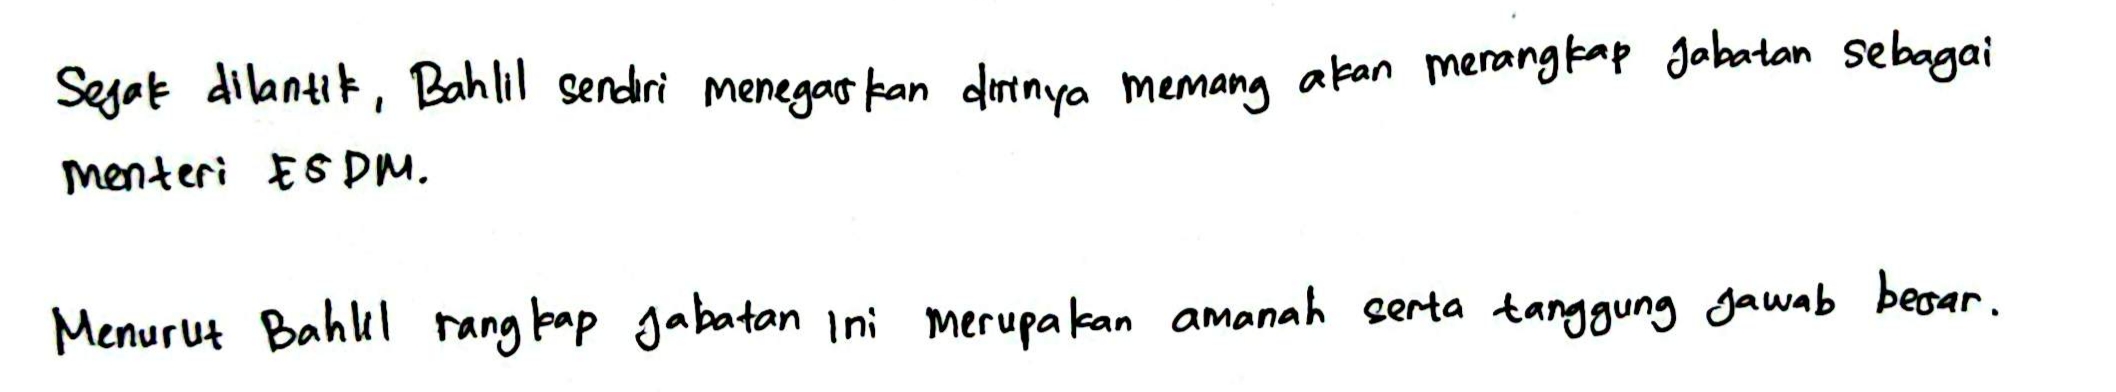 Sejak dilantik, Bahlil sendiri menegaskan dirinya memang akan merangkap jabatan sebagai
menteri ESDM.
Menurut Bahlil rangkap jabatan ini merupakan amanah serta tanggung jawab besar.